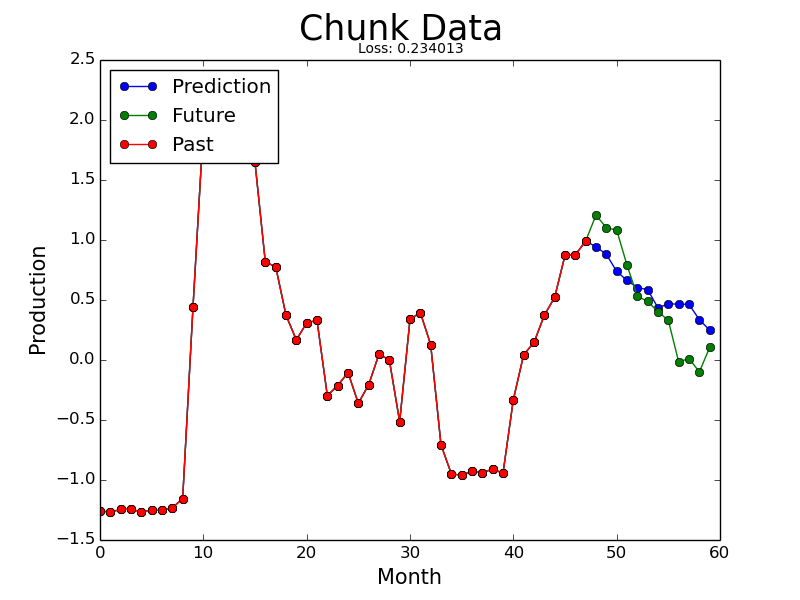 Chunk Data
Loss: 0.234013
Prediction
Future
Past
2.5
2.0
1.5
1.0
0.5
0.0
−0.5
−1.0
−1.5
Production
0 10 20 30 40 50 60
Month